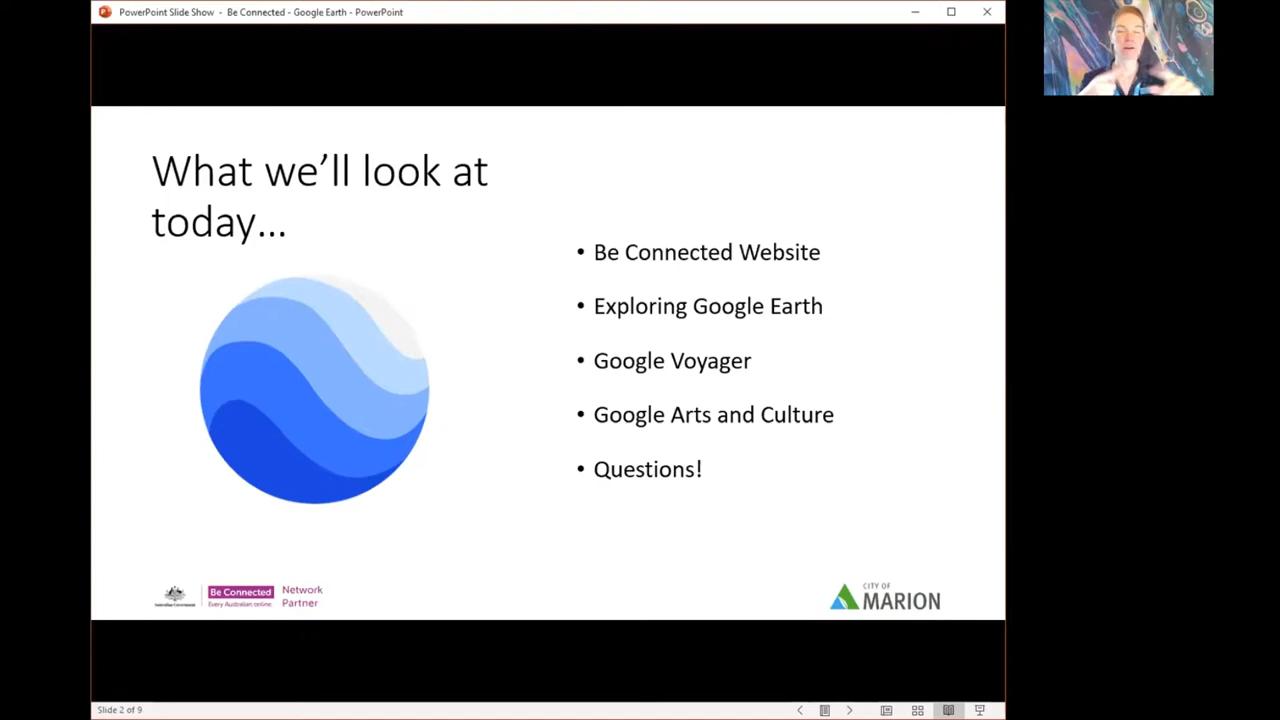 PowerPoint Slide Show - Be Connected - Google Earth - PowerPoint
What we’ll look at
today…
• Be Connected Website
• Exploring Google Earth
• Google Voyager
• Google Arts and Culture
• Questions!
Australian Government
Be Connected
Every Australian online.
Network
Partner
CITY OF
MARION
Slide 2 of 9